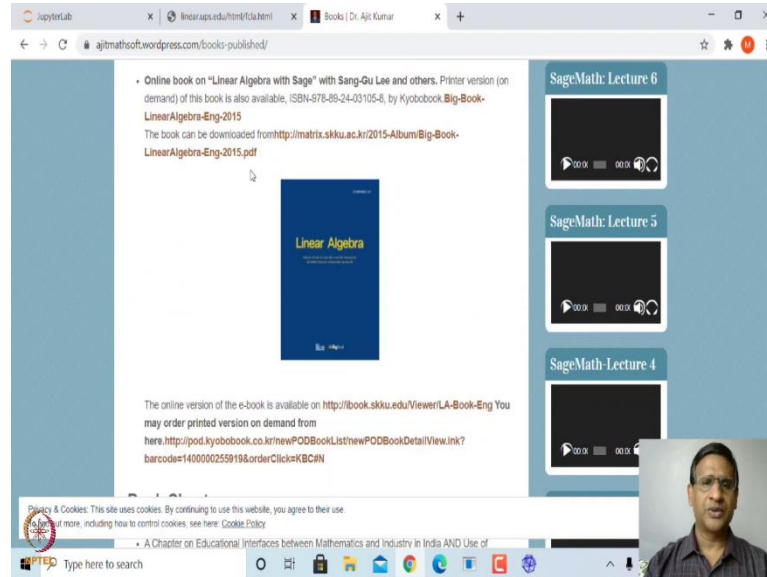 JupyterLab
linear.ups.edu/html/fcla.html
Books | Dr. Ajit Kumar
ajitmathsoft.wordpress.com/books-published/
M
• Online book on “Linear Algebra with Sage” with Sang-Gu Lee and others. Printer version (on
demand) of this book is also available, ISBN-978-89-24-03105-8, by Kyobobook.Big-Book-
LinearAlgebra-Eng-2015
The book can be downloaded fromhttp://matrix.skku.ac.kr/2015-Album/Big-Book-
LinearAlgebra-Eng-2015.pdf
Linear Algebra
The online version of the e-book is available on http://ibook.skku.edu/Viewer/LA-Book-Eng You
may order printed version on demand from
here.http://pod.kyobobook.co.kr/newPODBookList/newPODBookDetailView.ink?
barcode=1400000255919&orderClick=KBC#N
SageMath: Lecture 6
SageMath: Lecture 5
SageMath-Lecture 4
Privacy & Cookies: This site uses cookies. By continuing to use this website, you agree to their use.
To find out more, including how to control cookies, see here: Cookie Policy
• A Chapter on Educational Interfaces between Mathematics and Industry in India AND Use of
NPTEL
Type here to search